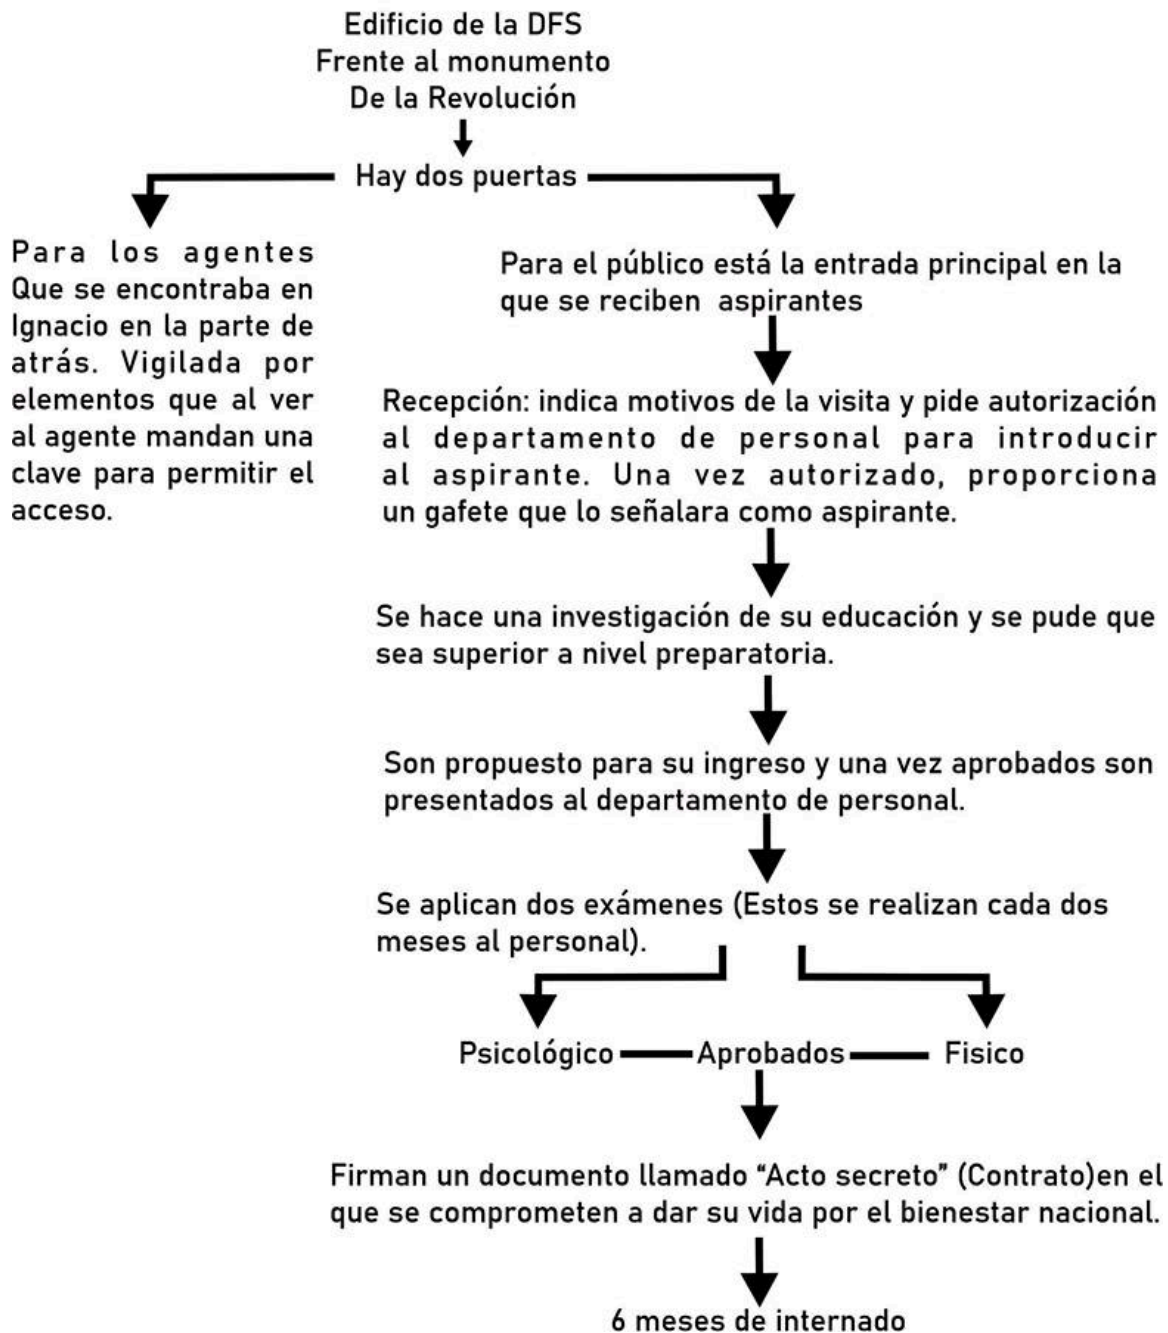 Edificio de la DFS
Frente al monumento
De la Revolución
Hay dos puertas
Para los agentes
Que se encontraba en
Ignacio en la parte de
atrás. Vigilada por
elementos que al ver
al agente mandan una
clave para permitir el
acceso.
Para el público está la entrada principal en la
que se reciben aspirantes
Recepción: indica motivos de la visita y pide autorización
al departamento de personal para introducir
al aspirante. Una vez autorizado, proporciona
un gafete que lo señalara como aspirante.
Se hace una investigación de su educación y se pude que
sea superior a nivel preparatoria.
Son propuesto para su ingreso y una vez aprobados son
presentados al departamento de personal.
Se aplican dos exámenes (Estos se realizan cada dos
meses al personal).
Psicológico Aprobados Fisico
Firman un documento llamado “Acto secreto” (Contrato)en el
que se comprometen a dar su vida por el bienestar nacional.
6 meses de internado